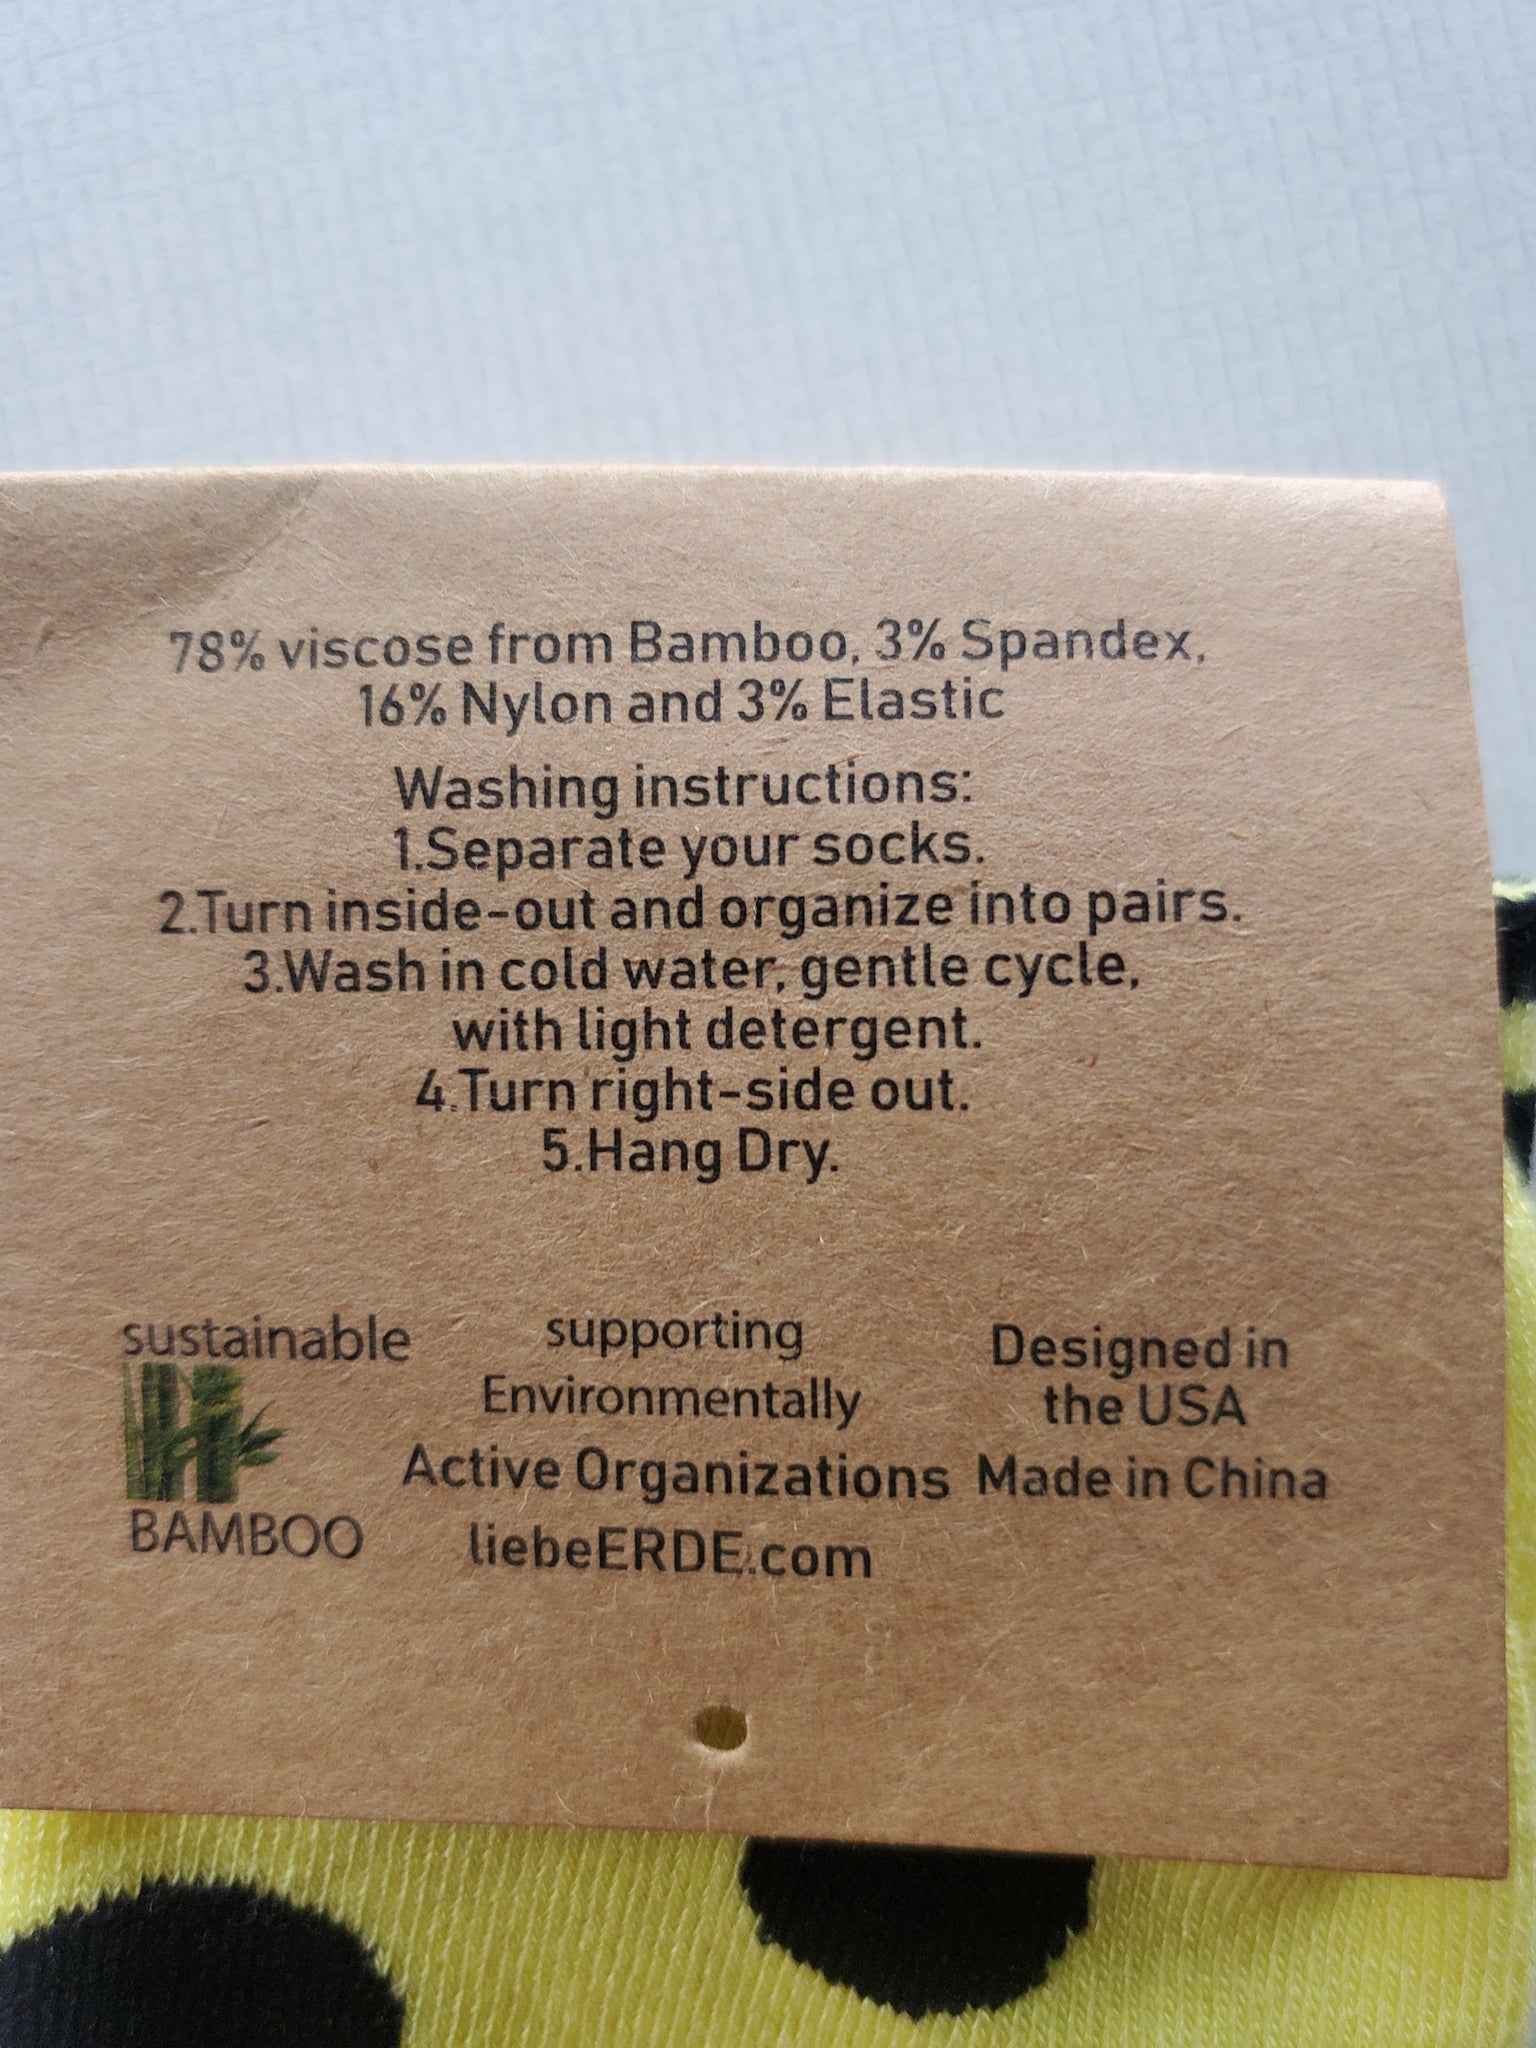 78% viscose from Bamboo, 3% Spandex,
16% Nylon and 3% Elastic
Washing instructions:
1.Separate your socks.
2.Turn inside-out and organize into pairs.
3.Wash in cold water, gentle cycle,
with light detergent.
4.Turn right-side out.
5.Hang Dry.
sustainable
BAMBOO
supporting
Environmentally
Active Organizations
liebeERDE.com
Designed in
the USA
Made in China